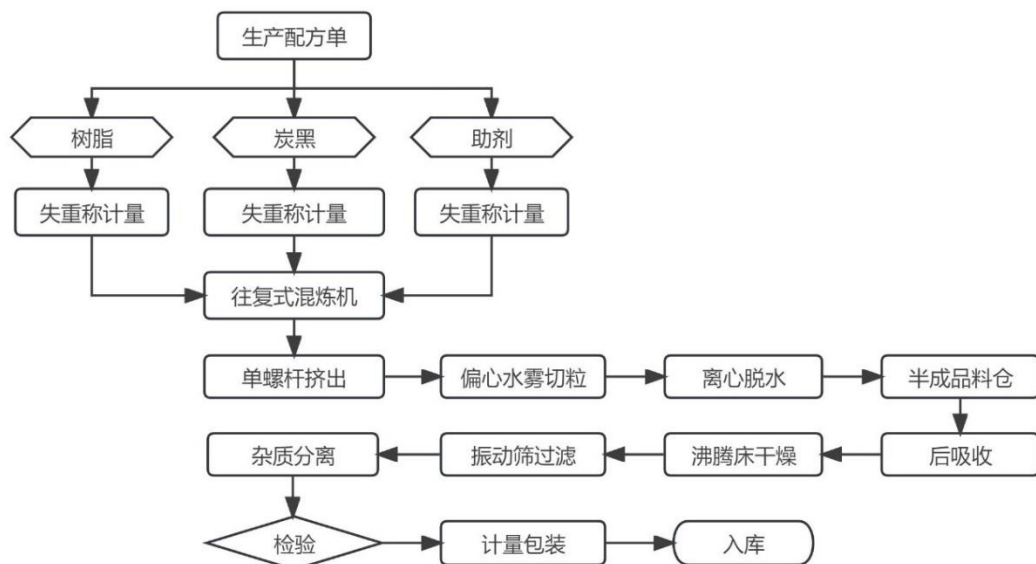 生产配方单
树脂
炭黑
助剂
失重称计量
失重称计量
失重称计量
往复式混炼机
单螺杆挤出
偏心水雾切粒
离心脱水
半成品料仓
后吸收
沸腾床干燥
振动筛过滤
杂质分离
检验
计量包装
入库